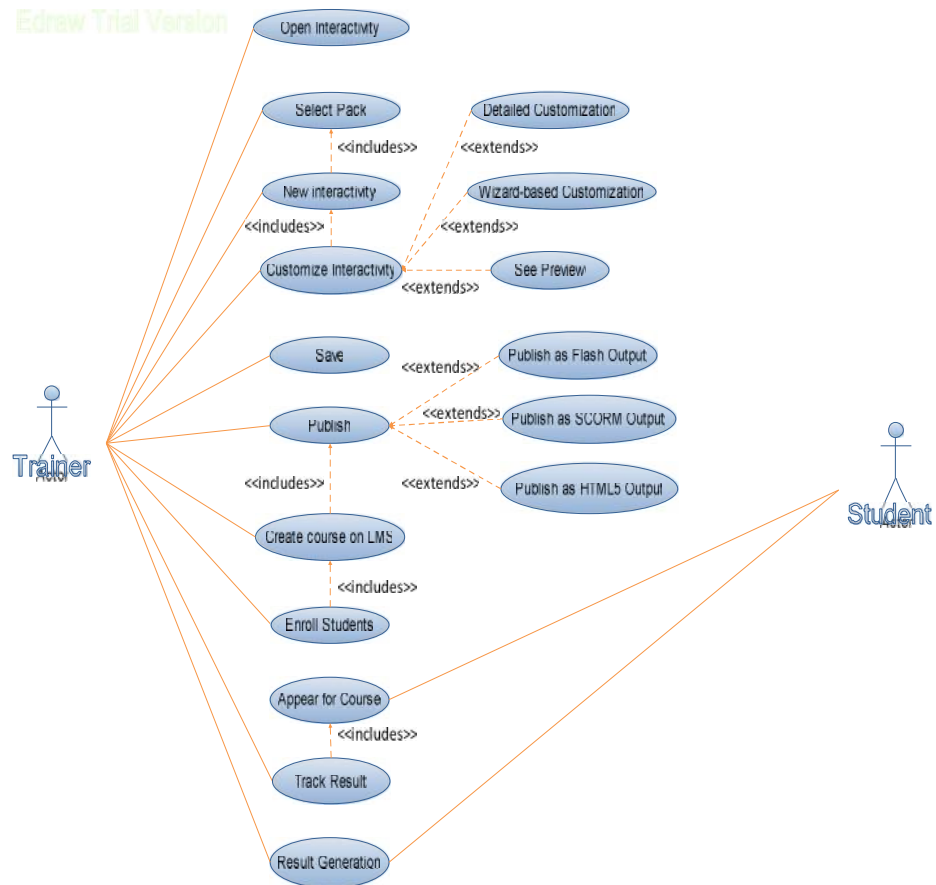 Edraw Trial Version
Open Interactivity
Select Pack
Detailed Customization
<<includes>>
<<extends>>
New interactivity
Wizard-based Customization
<<includes>>
<<extends>>
Customize Interactivity
See Preview
<<extends>>
Save
Publish as Flash Output
<<extends>>
Publish
<<extends>>
Publish as SCORM Output
Trainer
Actor
<<includes>>
<<extends>>
Publish as HTML5 Output
Student
Actor
Create course on LMS
<<includes>>
Enroll Students
Appear for Course
<<includes>>
Track Result
Result Generation